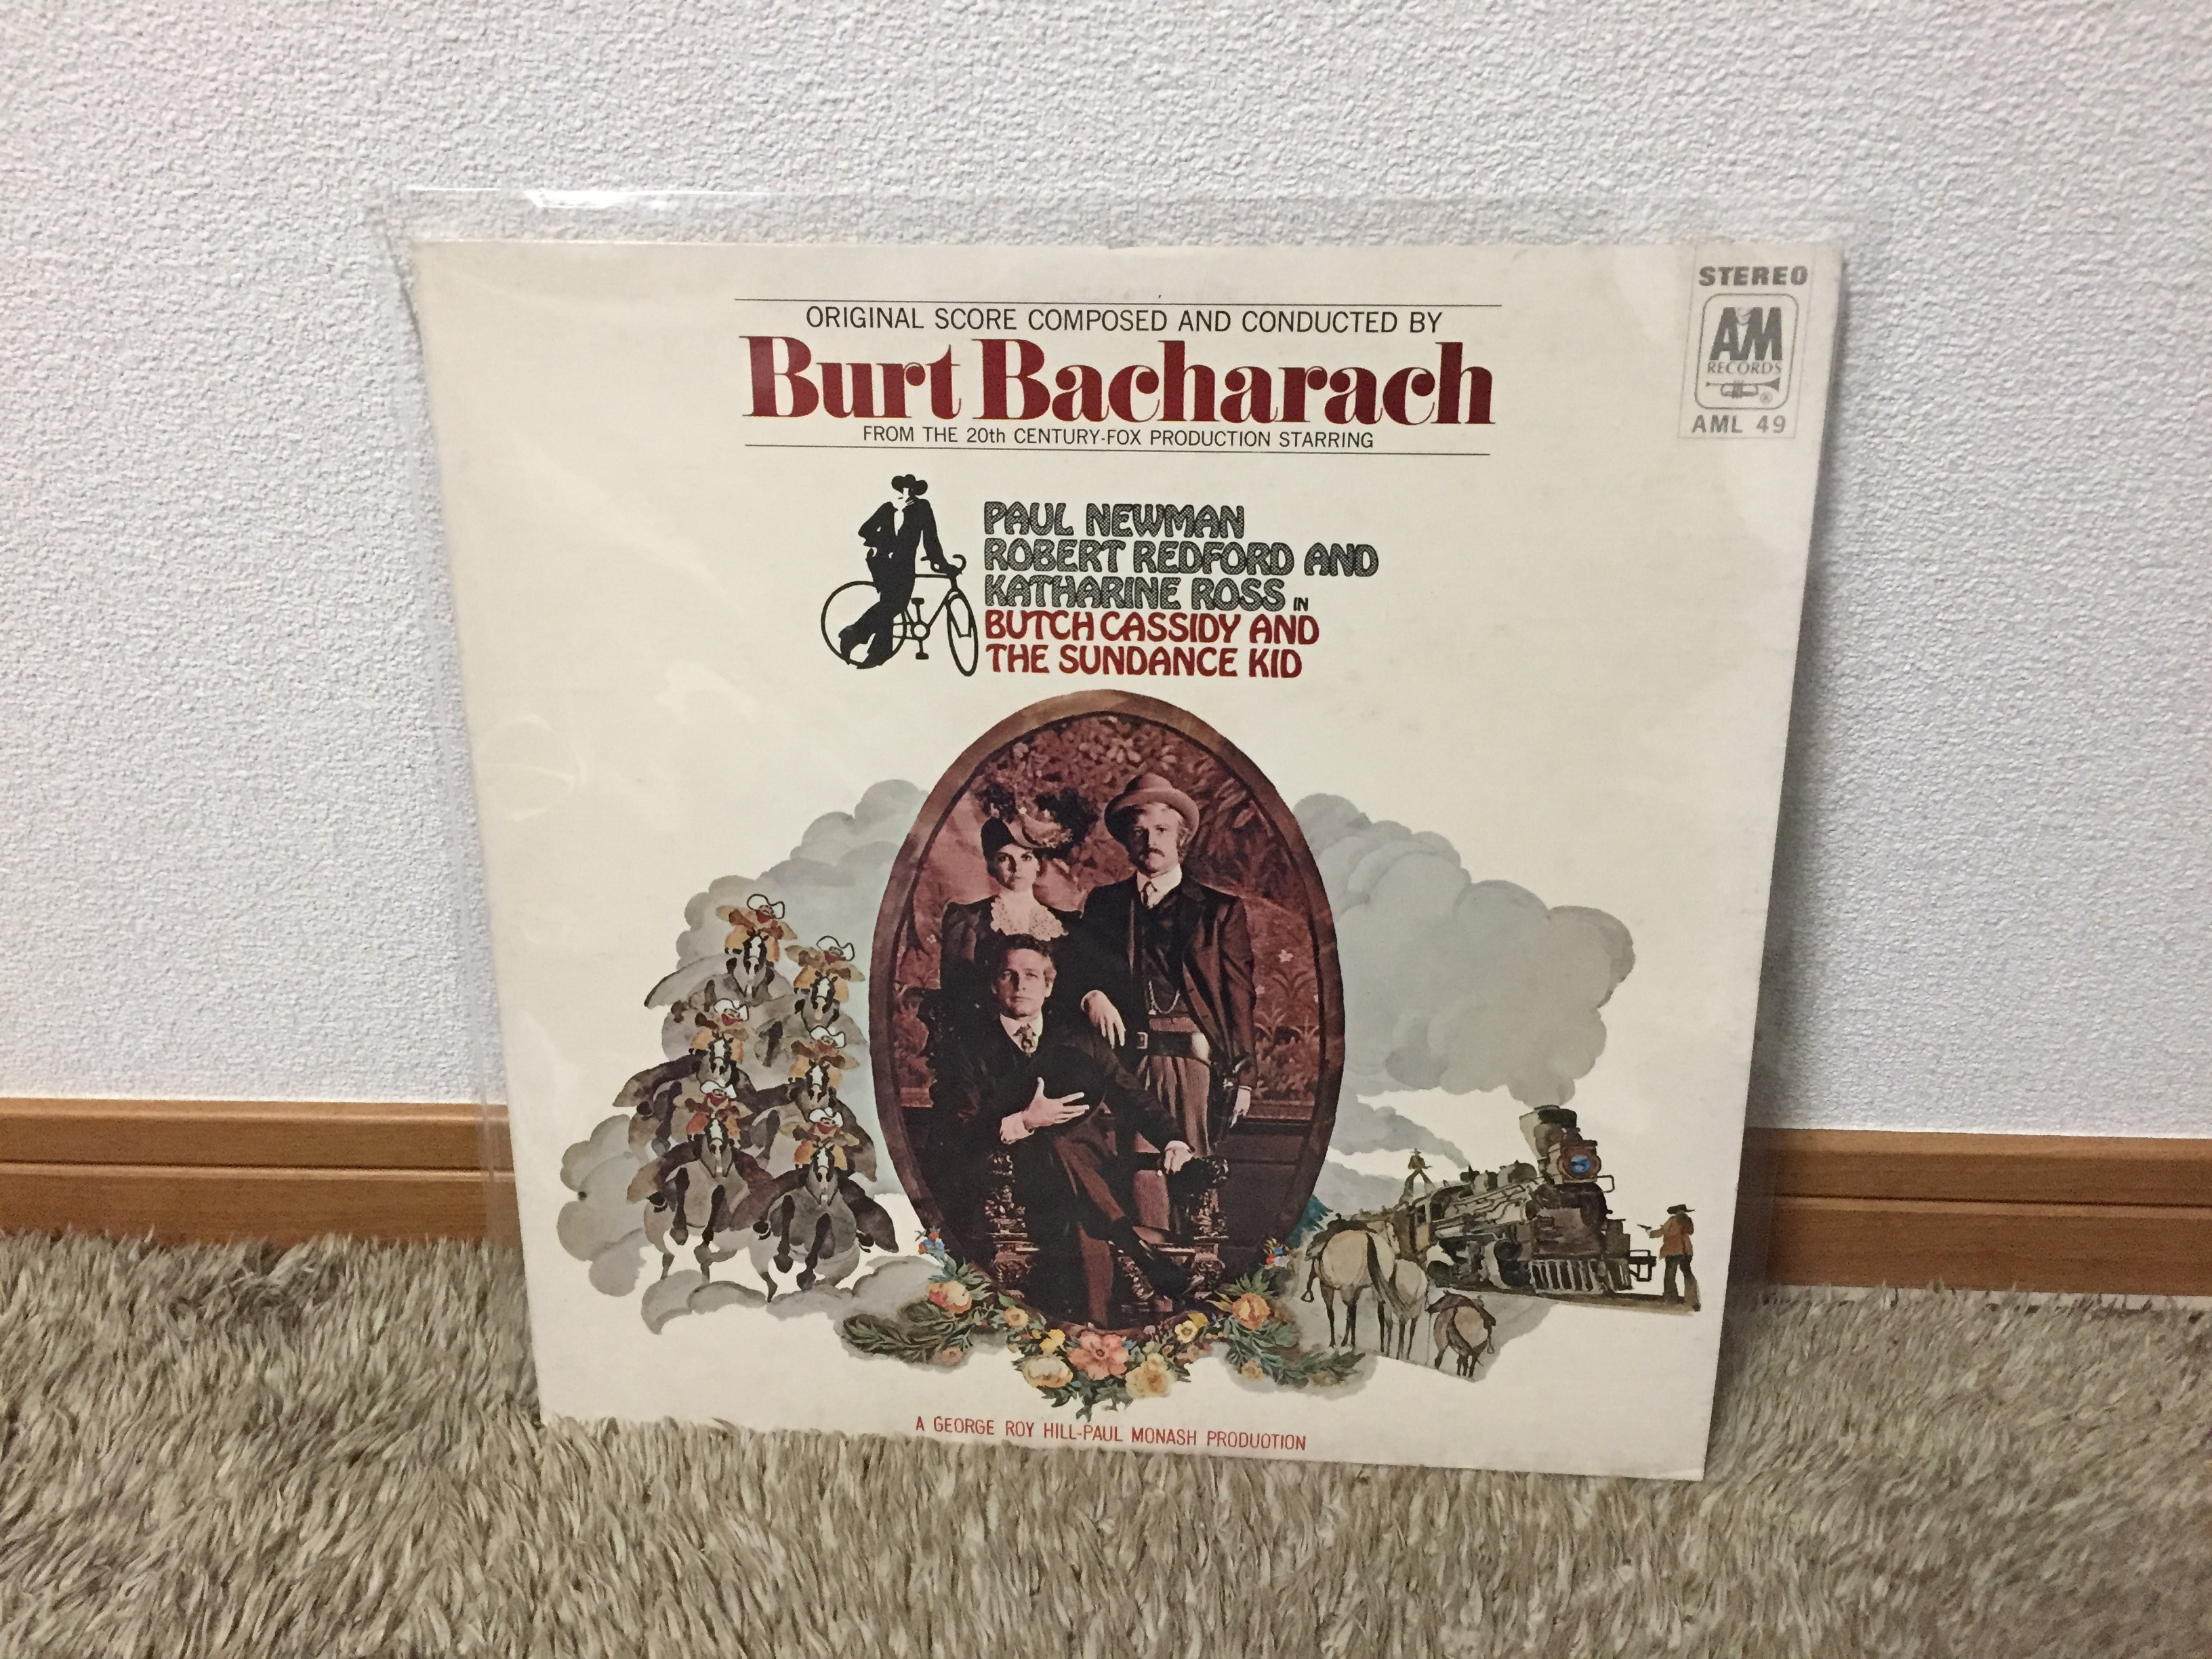 ORIGINAL SCORE COMPOSED AND CONDUCTED BY
Burt Bacharach
FROM THE 20th CENTURY-FOX PRODUCTION STARRING
STEREO
A&M
RECORDS
®
AML 49
PAUL NEWMAN
ROBERT REDFORD AND
KATHARINE ROSS IN
BUTCH CASSIDY AND
THE SUNDANCE KID
A GEORGE ROY HILL-PAUL MONASH PRODUCTION